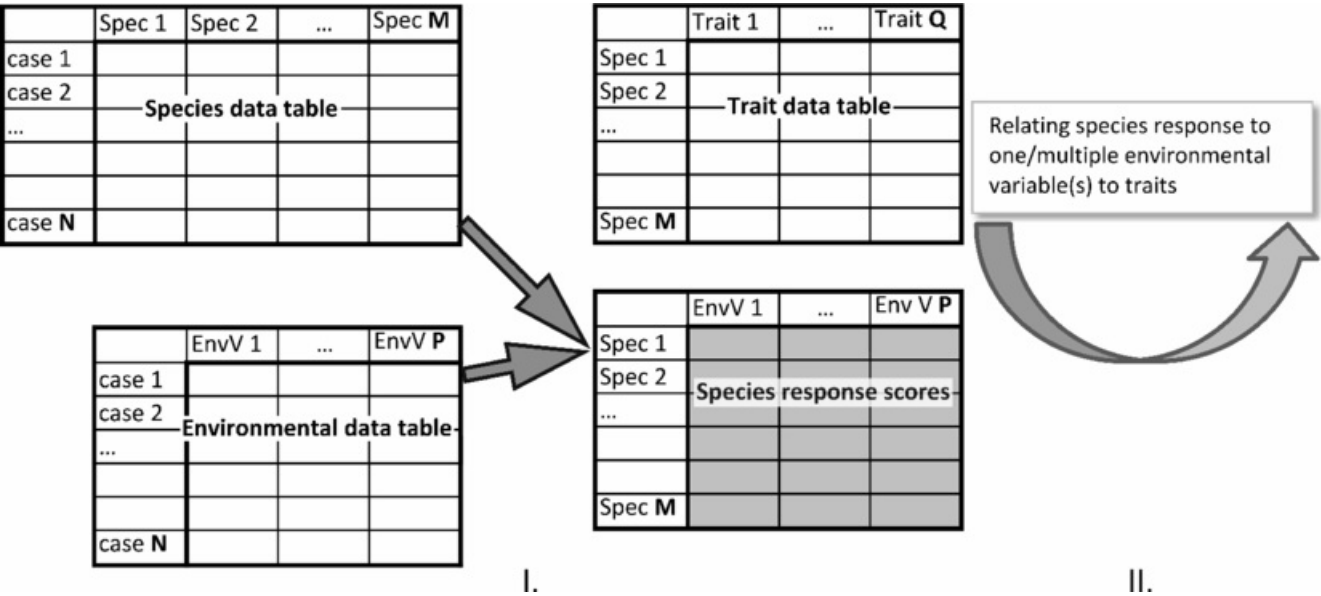 Spec 1 Spec 2 ... Spec M
case 1
case 2
Species data table
...
case N
Trait 1 ... Trait Q
Spec 1
Spec 2
Trait data table
...
Spec M
Relating species response to
one/multiple environmental
variable(s) to traits
EnvV 1 ... EnvV P
case 1
case 2
Environmental data table
...
case N
EnvV 1 ... Env V P
Spec 1
Spec 2
Species response scores
...
Spec M
I.
II.